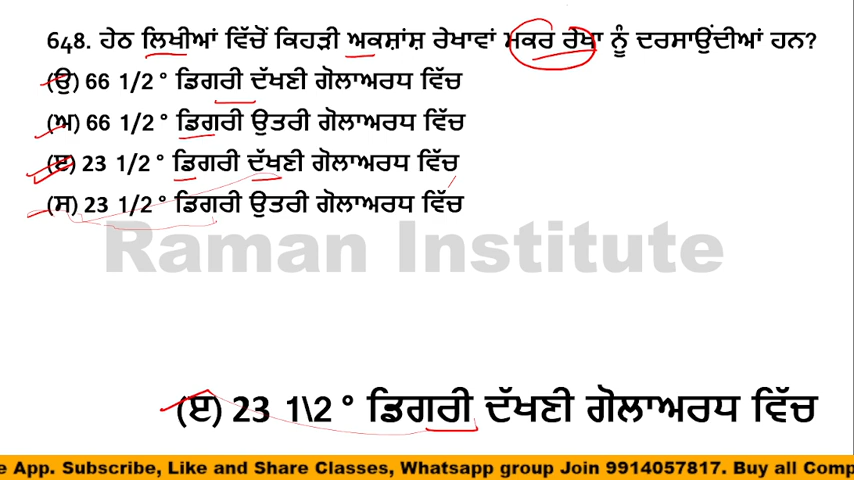 648. ਹੇਠ ਲਿਖੀਆਂ ਵਿੱਚੋਂ ਕਿਹੜੀ ਅਕਸ਼ਾਂਸ਼ ਰੇਖਾਵਾਂ ਮਕਰ ਰੇਖਾ ਨੂੰ ਦਰਸਾਉਂਦੀਆਂ ਹਨ?
(ੳ) 66 1/2 ° ਡਿਗਰੀ ਦੱਖਣੀ ਗੋਲਾਅਰਧ ਵਿੱਚ
(ਅ) 66 1/2 ° ਡਿਗਰੀ ਉਤਰੀ ਗੋਲਾਅਰਧ ਵਿੱਚ
(ੲ) 23 1/2 ° ਡਿਗਰੀ ਦੱਖਣੀ ਗੋਲਾਅਰਧ ਵਿੱਚ
(ਸ) 23 1/2 ° ਡਿਗਰੀ ਉਤਰੀ ਗੋਲਾਅਰਧ ਵਿੱਚ
Raman Institute
(ੲ) 23 1\2 ° ਡਿਗਰੀ ਦੱਖਣੀ ਗੋਲਾਅਰਧ ਵਿੱਚ
e App. Subscribe, Like and Share Classes, Whatsapp group Join 9914057817. Buy all Comp